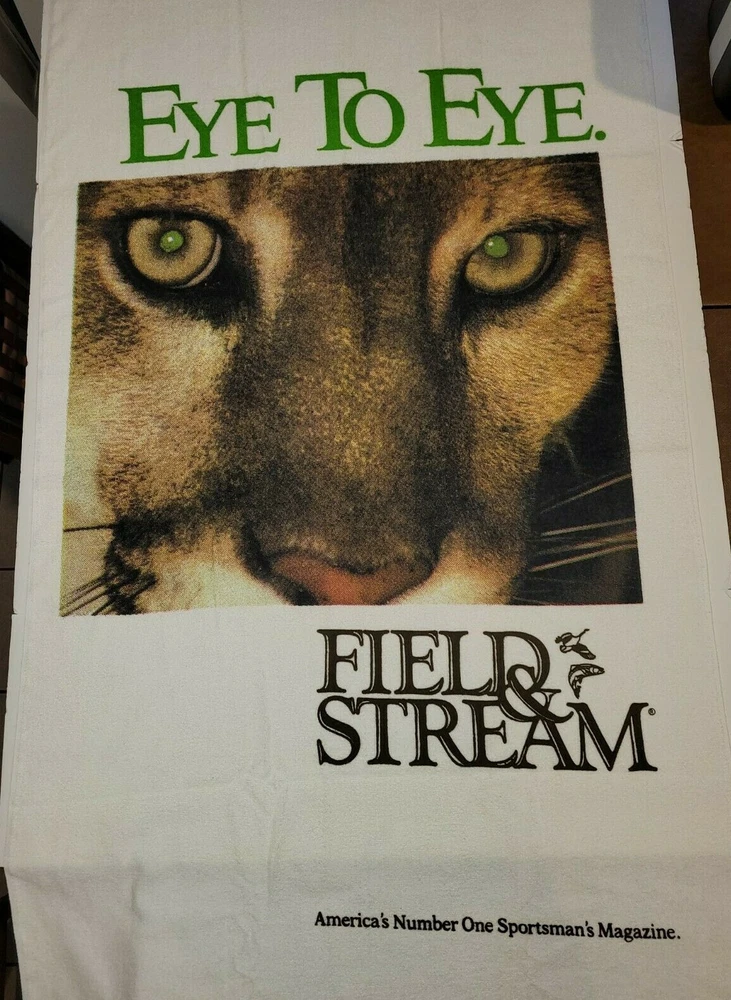 EYE TO EYE.
FIELD &
STREAM®
America's Number One Sportsman's Magazine.